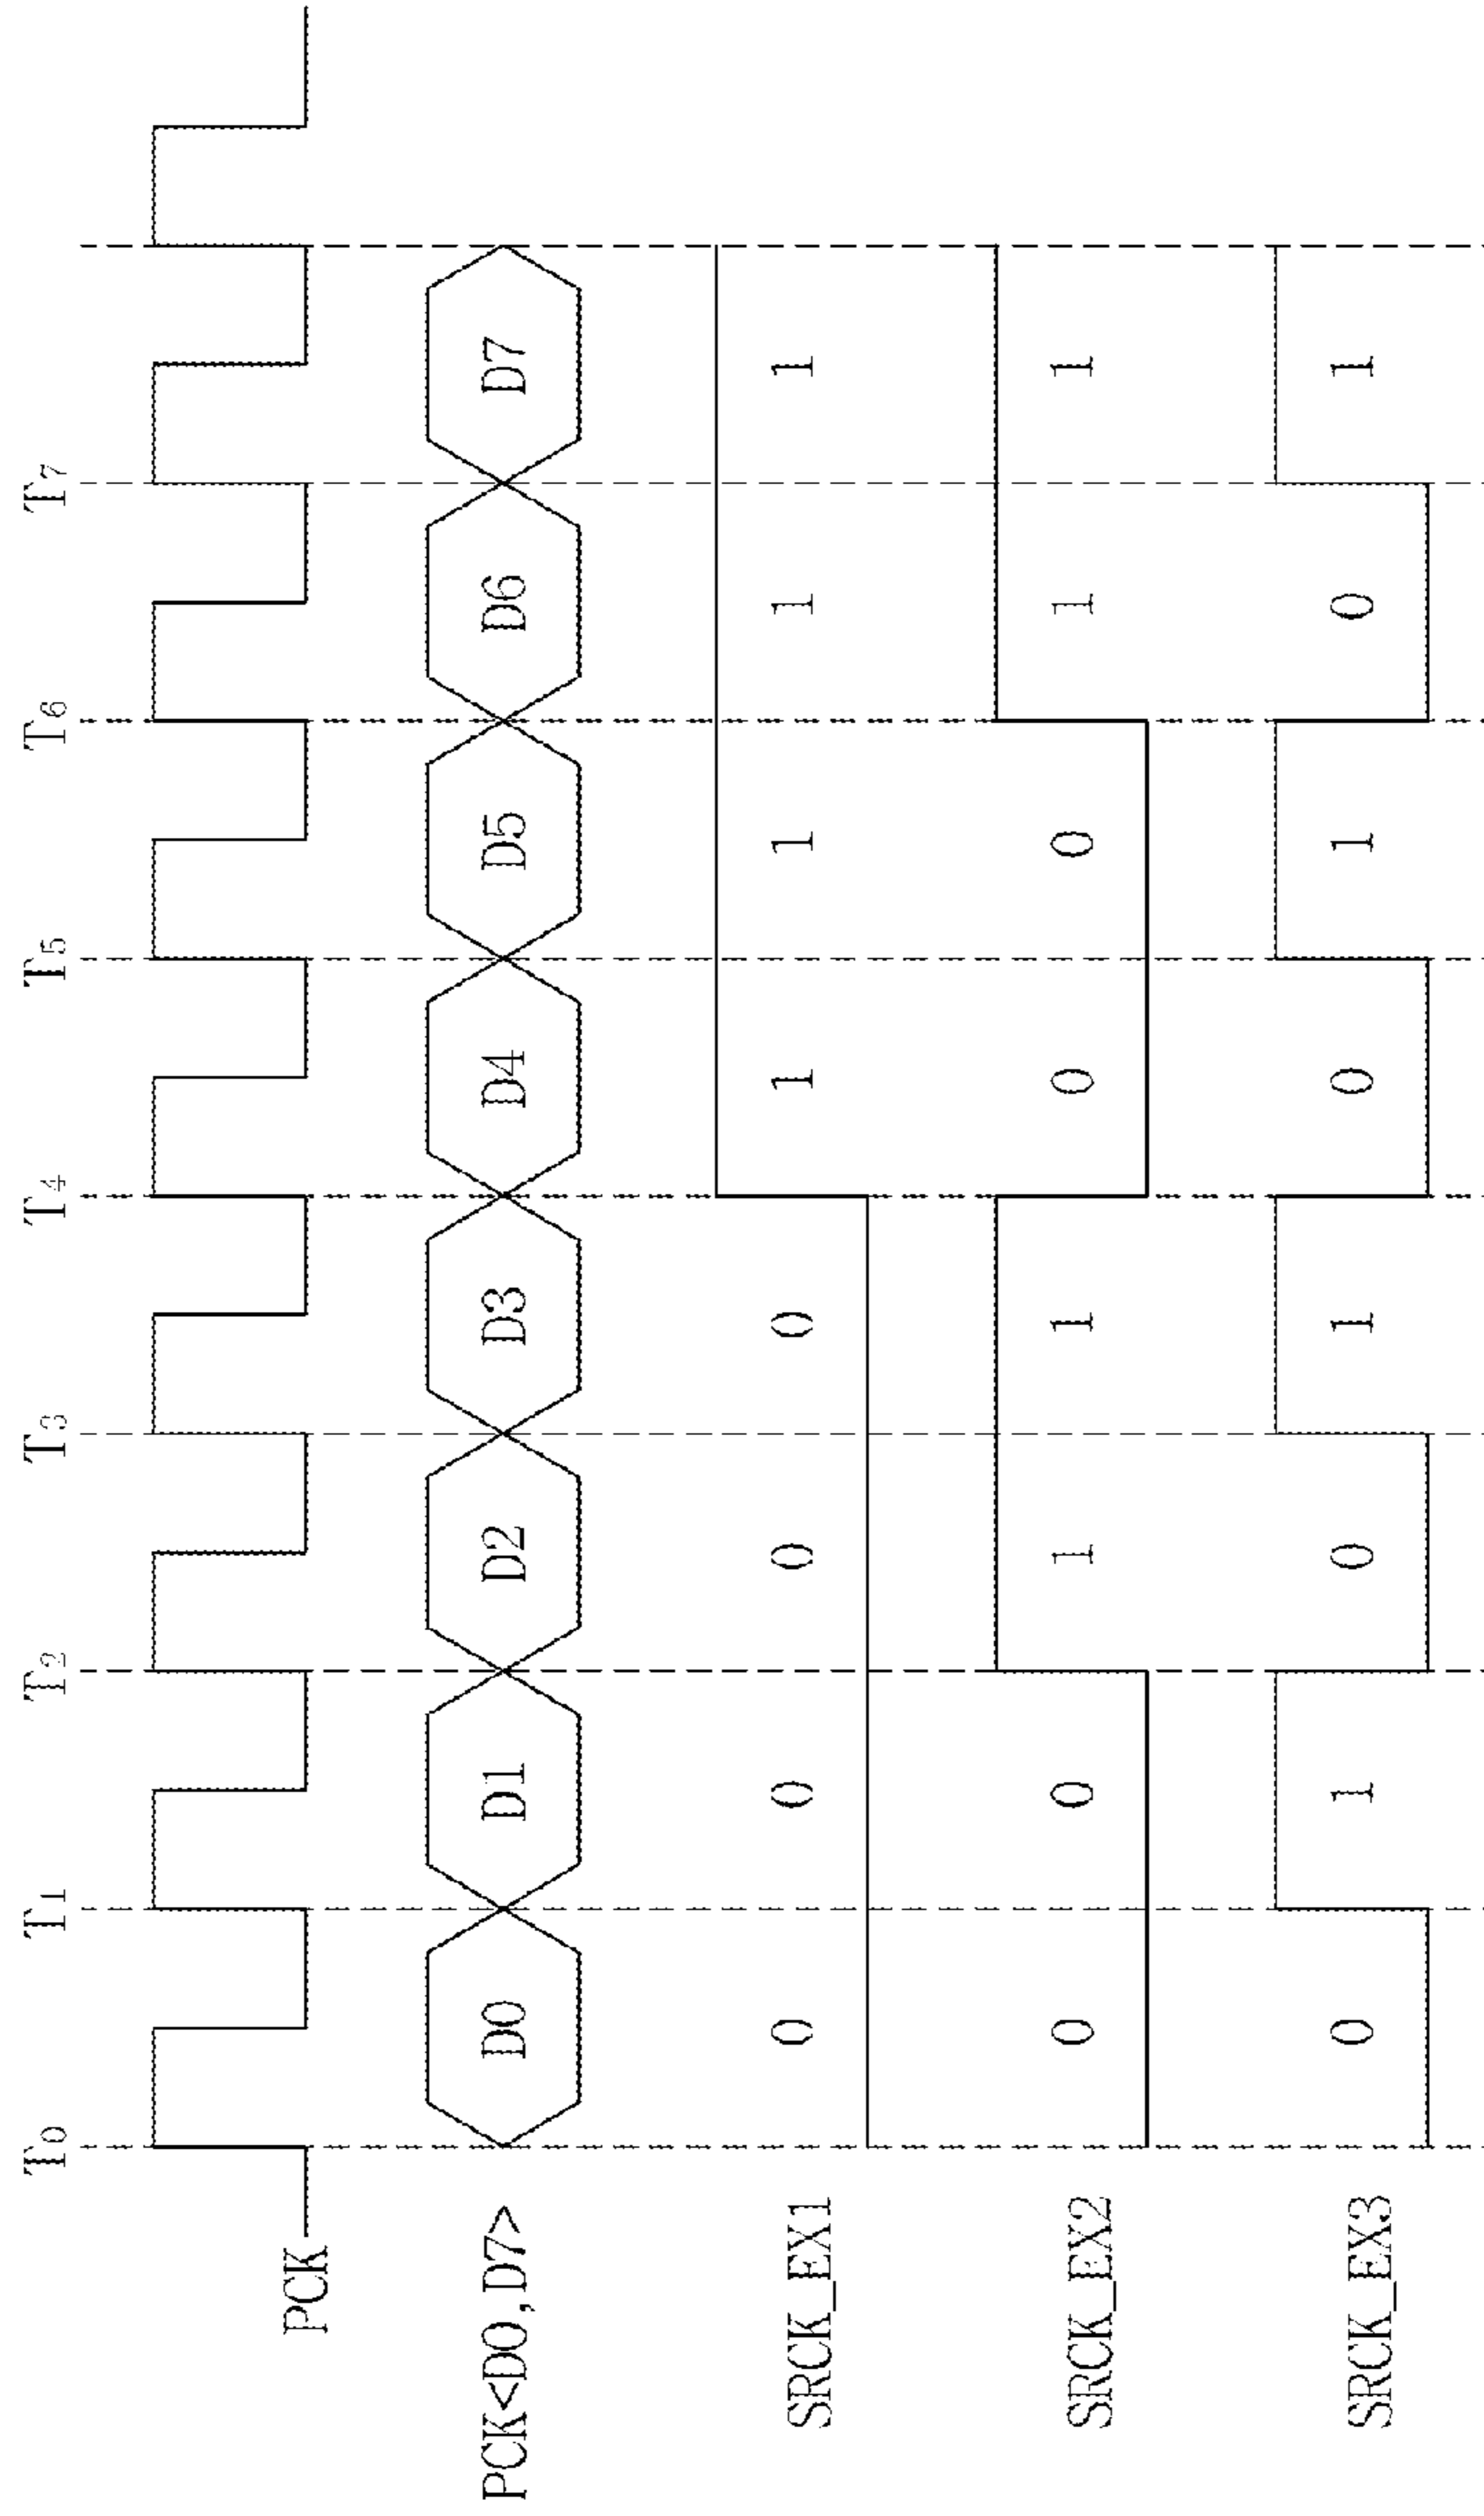 T0 T1 T2 T3 T4 T5 T6 T7
PCK
PCK<D0,D7> D0 D1 D2 D3 D4 D5 D6 D7
SRCK_EX1 0 0 0 0 1 1 1 1
SRCK_EX2 0 0 1 1 0 0 1 1
SRCK_EX3 0 1 0 1 0 1 0 1